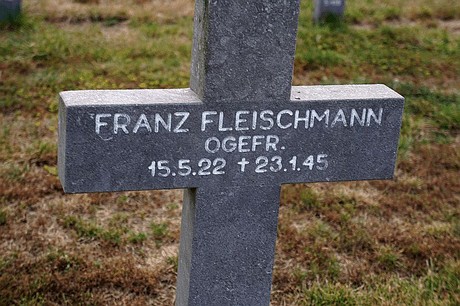 FRANZ FLEISCHMANN
OGEFR.
15.5.22 † 23.1.45